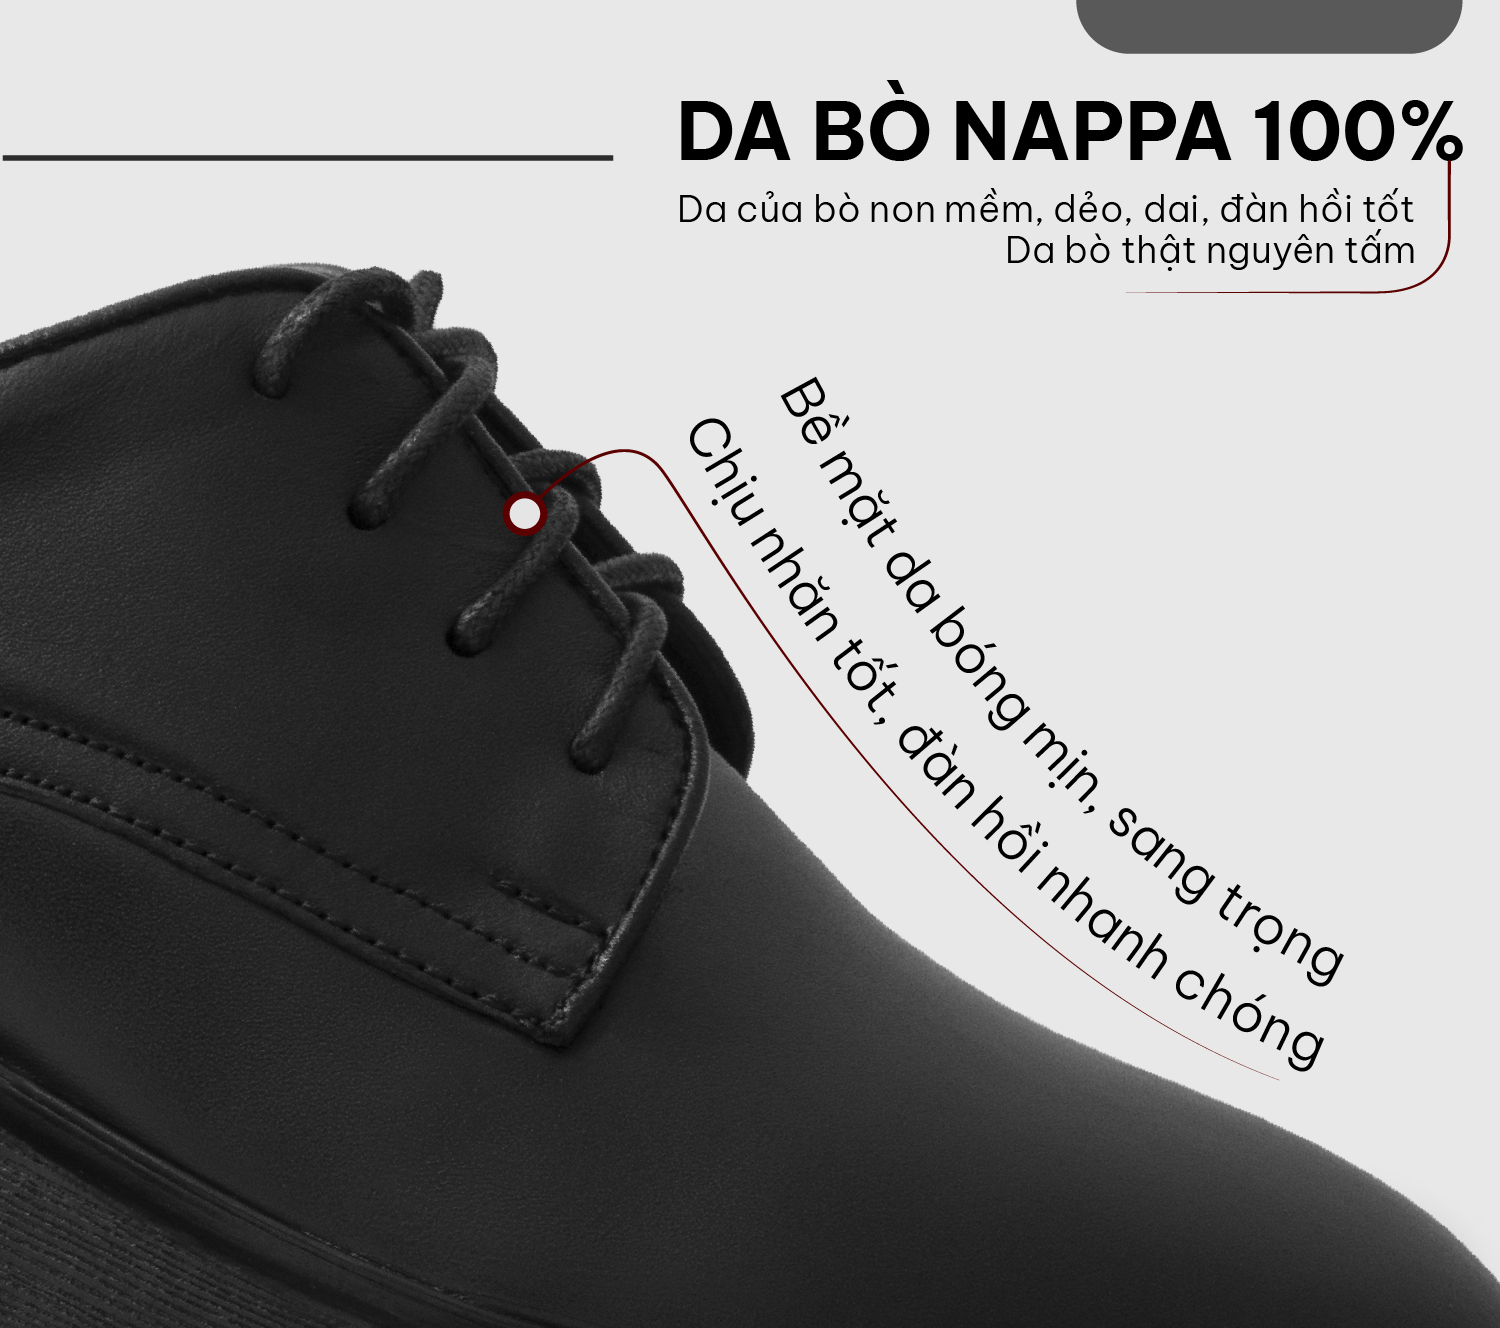 DA BÒ NAPPA 100%
Da của bò non mềm, dẻo, dai, đàn hồi tốt
Da bò thật nguyên tấm
Bề mặt da bóng mịn, sang trọng
Chịu nhăn tốt, đàn hồi nhanh chóng